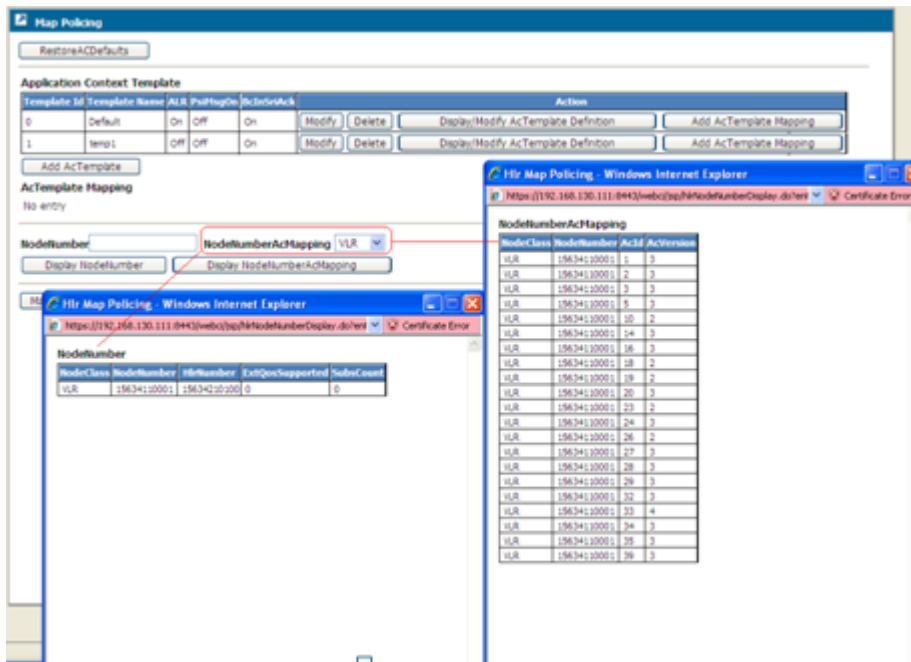 Map Policing
RestoreACDefaults
Application Context Template
Template Id Template Name ALR PsiMsgOn BcInSriAck Action
0 Default On Off On Modify Delete Display/Modify AcTemplate Definition Add AcTemplate Mapping
1 temp1 Off Off On Modify Delete Display/Modify AcTemplate Definition Add AcTemplate Mapping
Add AcTemplate
AcTemplate Mapping
No entry
NodeNumber NodeNumberAcMapping VLR
Display NodeNumber Display NodeNumberAcMapping
Hlr Map Policing - Windows Internet Explorer
Certificate Error
NodeNumber
NodeClass NodeNumber HlrNumber ExtQosSupported SubsCount
VLR 15634110001 15634210100 0 0
Hlr Map Policing - Windows Internet Explorer
Certificate Error
NodeNumberAcMapping
NodeClass NodeNumber AcId AcVersion
VLR 15634110001 1 3
VLR 15634110001 2 3
VLR 15634110001 3 3
VLR 15634110001 5 3
VLR 15634110001 10 2
VLR 15634110001 14 3
VLR 15634110001 16 3
VLR 15634110001 18 2
VLR 15634110001 19 2
VLR 15634110001 20 3
VLR 15634110001 23 2
VLR 15634110001 24 3
VLR 15634110001 26 2
VLR 15634110001 27 3
VLR 15634110001 28 3
VLR 15634110001 29 3
VLR 15634110001 32 3
VLR 15634110001 33 4
VLR 15634110001 34 3
VLR 15634110001 35 3
VLR 15634110001 39 3